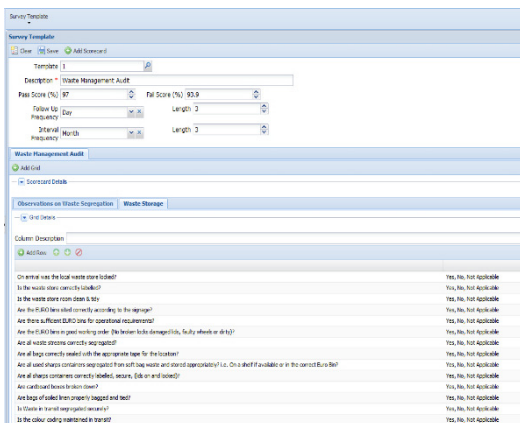 Survey Template
Survey Template
Clear Save Add Scorecard
Template 1
Description * Waste Management Audit
Pass Score (%) 97 Fail Score (%) 93.9
Follow Up Frequency Day Length 3
Interval Frequency Month Length 3
Waste Management Audit
Add Grid
Scorecard Details
Observations on Waste Segregation Waste Storage
Grid Details
Column Description
Add Row
On arrival was the local waste store locked? Yes, No, Not Applicable
Is the waste store correctly labelled? Yes, No, Not Applicable
Is the waste store room clean & tidy Yes, No, Not Applicable
Are the EURO bins sited correctly according to the signage? Yes, No, Not Applicable
Are there sufficient EURO bins for operational requirements? Yes, No, Not Applicable
Are the EURO bins in good working order (No broken locks damaged lids, faulty wheels or dirty)? Yes, No, Not Applicable
Are all waste streams correctly segregated? Yes, No, Not Applicable
Are all bags correctly sealed with the appropriate tape for the location? Yes, No, Not Applicable
Are all used sharps containers segregated from soft bag waste and stored appropriately? i.e. On a shelf if available or in the correct Euro Bin? Yes, No, Not Applicable
Are all sharps containers correctly labelled, secure, (lids on and locked)? Yes, No, Not Applicable
Are cardboard boxes broken down? Yes, No, Not Applicable
Are bags of soiled linen properly bagged and tied? Yes, No, Not Applicable
Is Waste in transit segregated securely? Yes, No, Not Applicable
Is the colour coding maintained in transit? Yes, No, Not Applicable